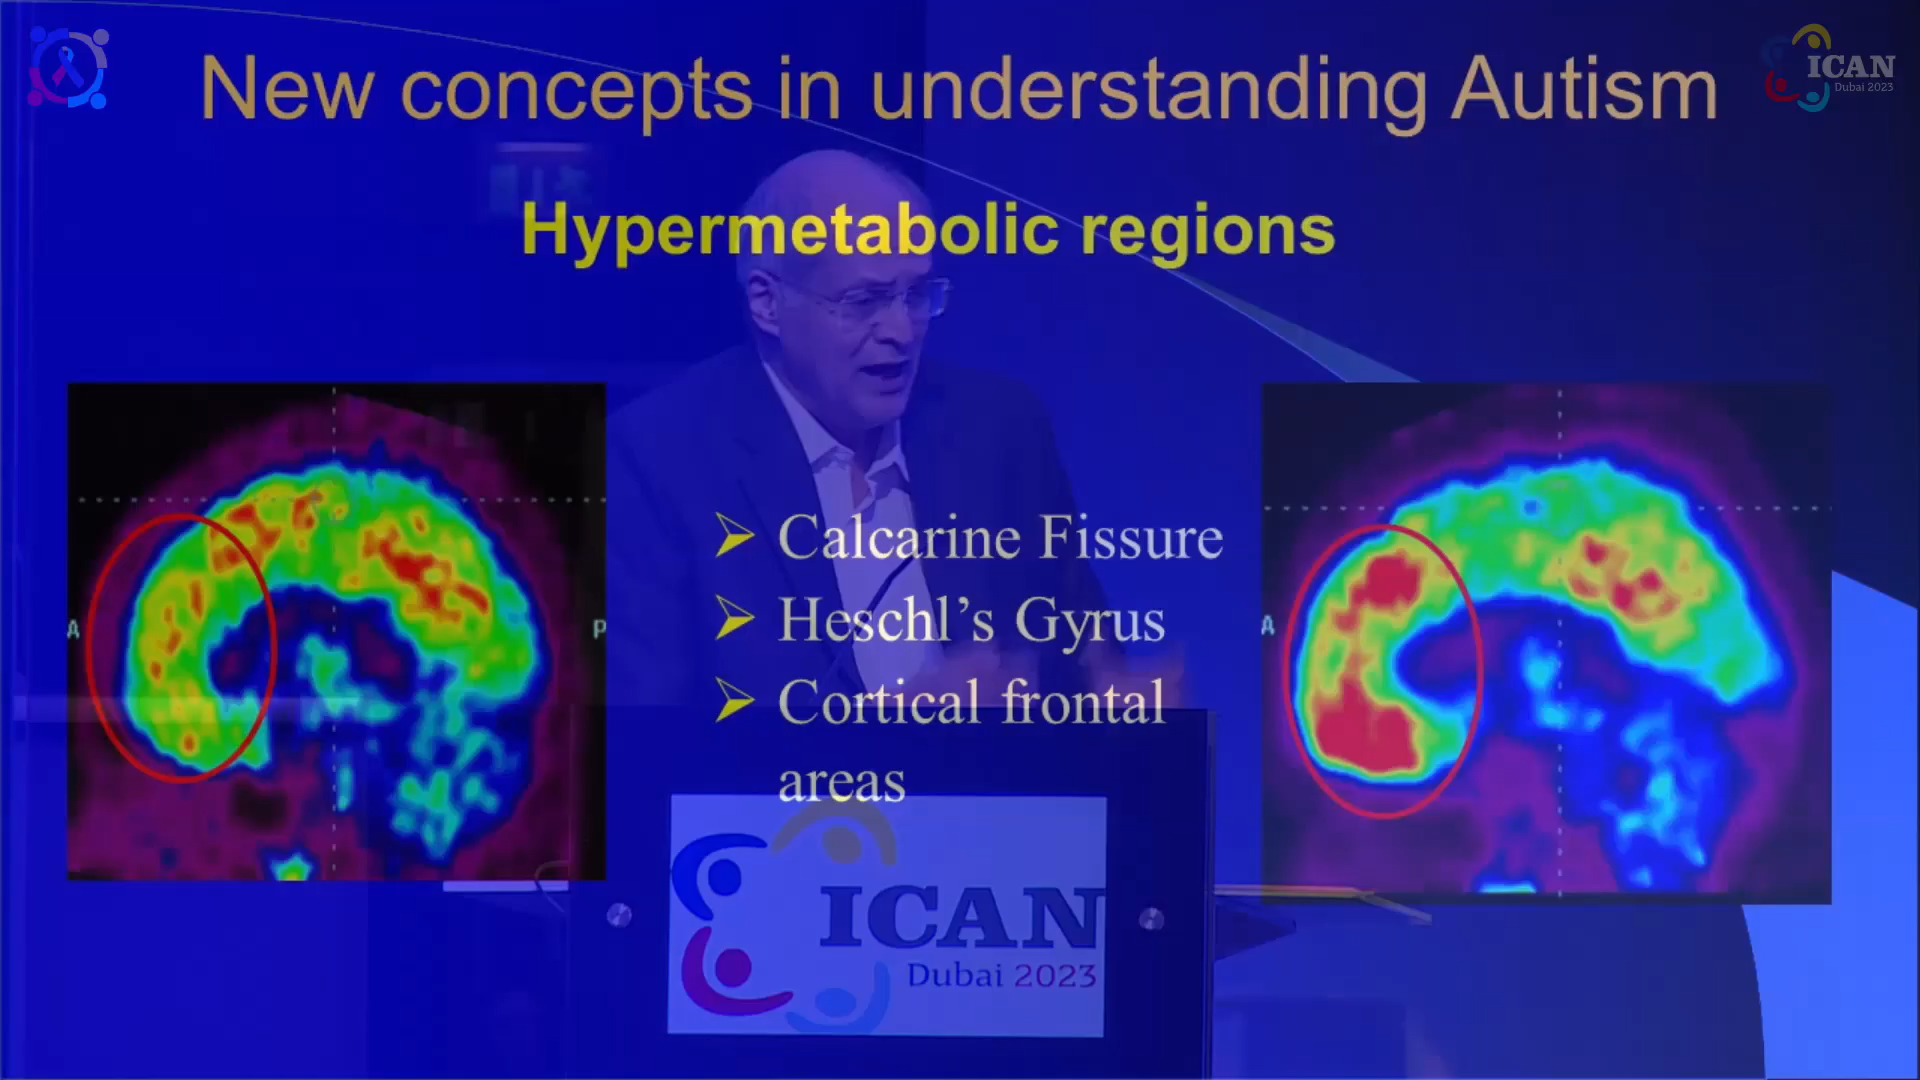 New concepts in understanding Autism
ICAN
Dubai 2023
Hypermetabolic regions
A
P
A
Calcarine Fissure
Heschl's Gyrus
Cortical frontal
areas
ICAN
Dubai 2023